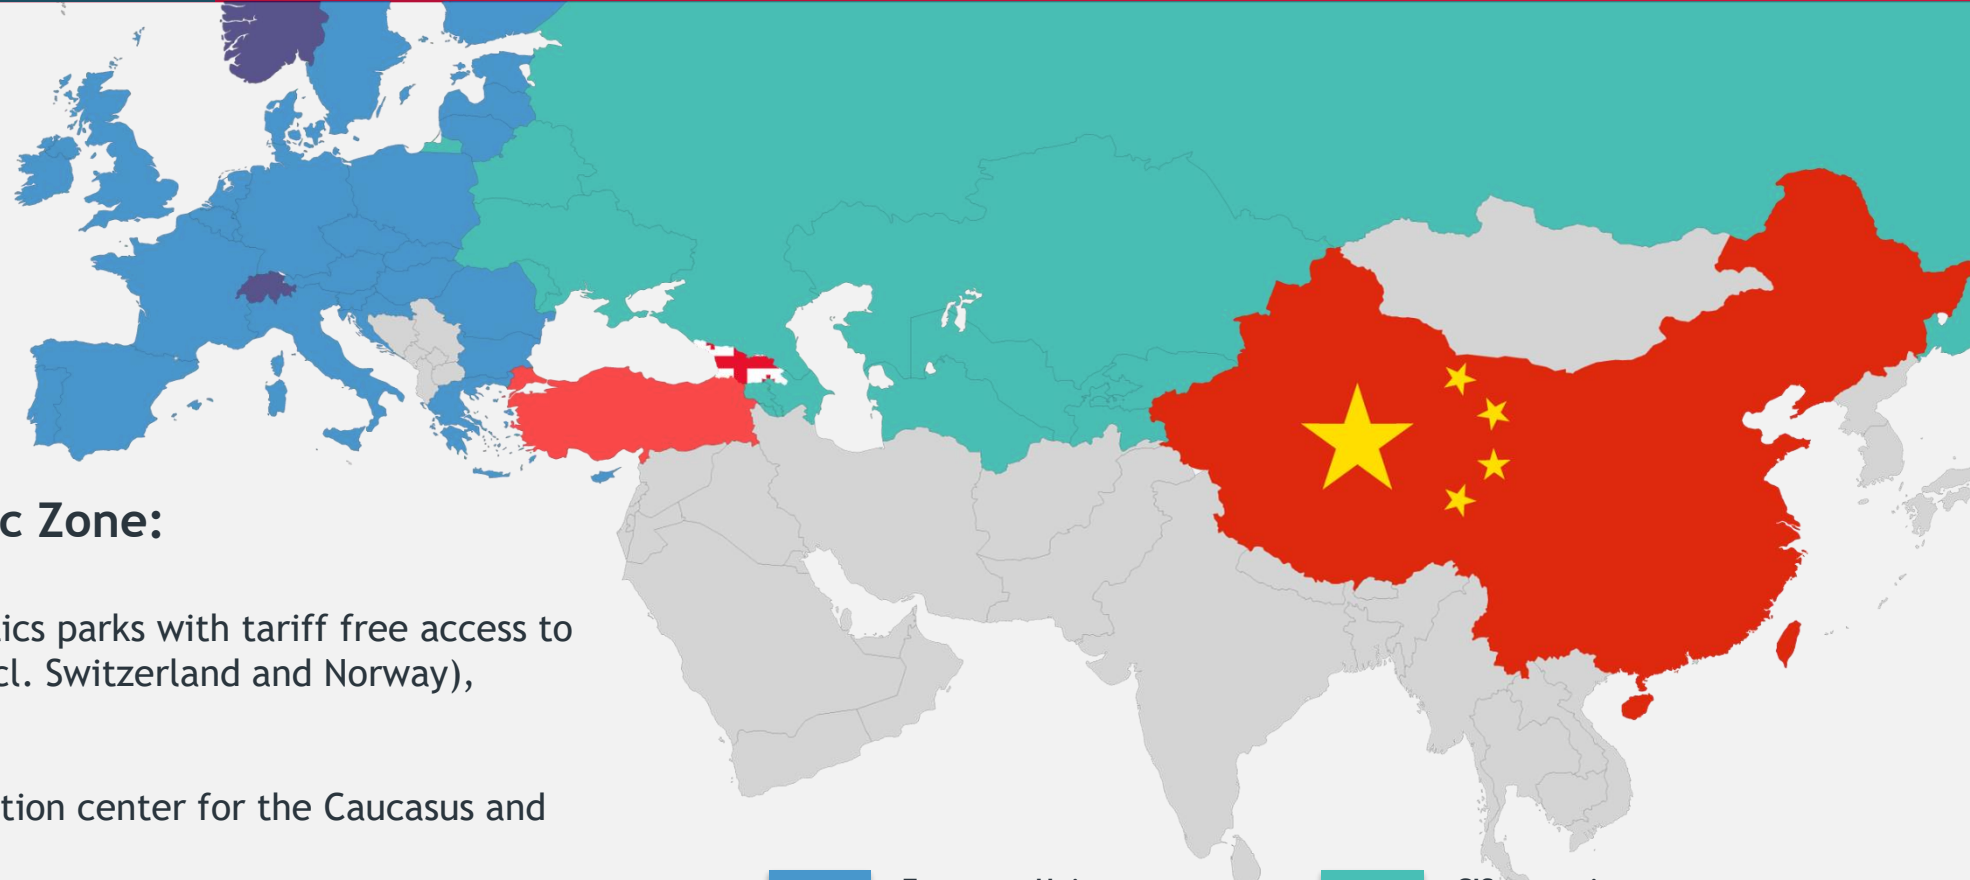 c Zone:
ics parks with tariff free access to
cl. Switzerland and Norway),
tion center for the Caucasus and